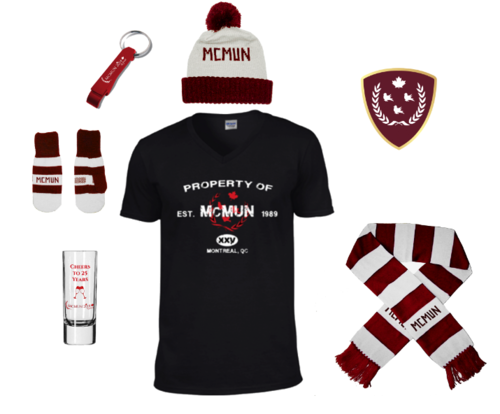 MCMUN
MCMUN
PROPERTY OF
EST. MCMUN 1989
XXV
MONTREAL, QC
CHEERS
TO 25
YEARS
MCMUN